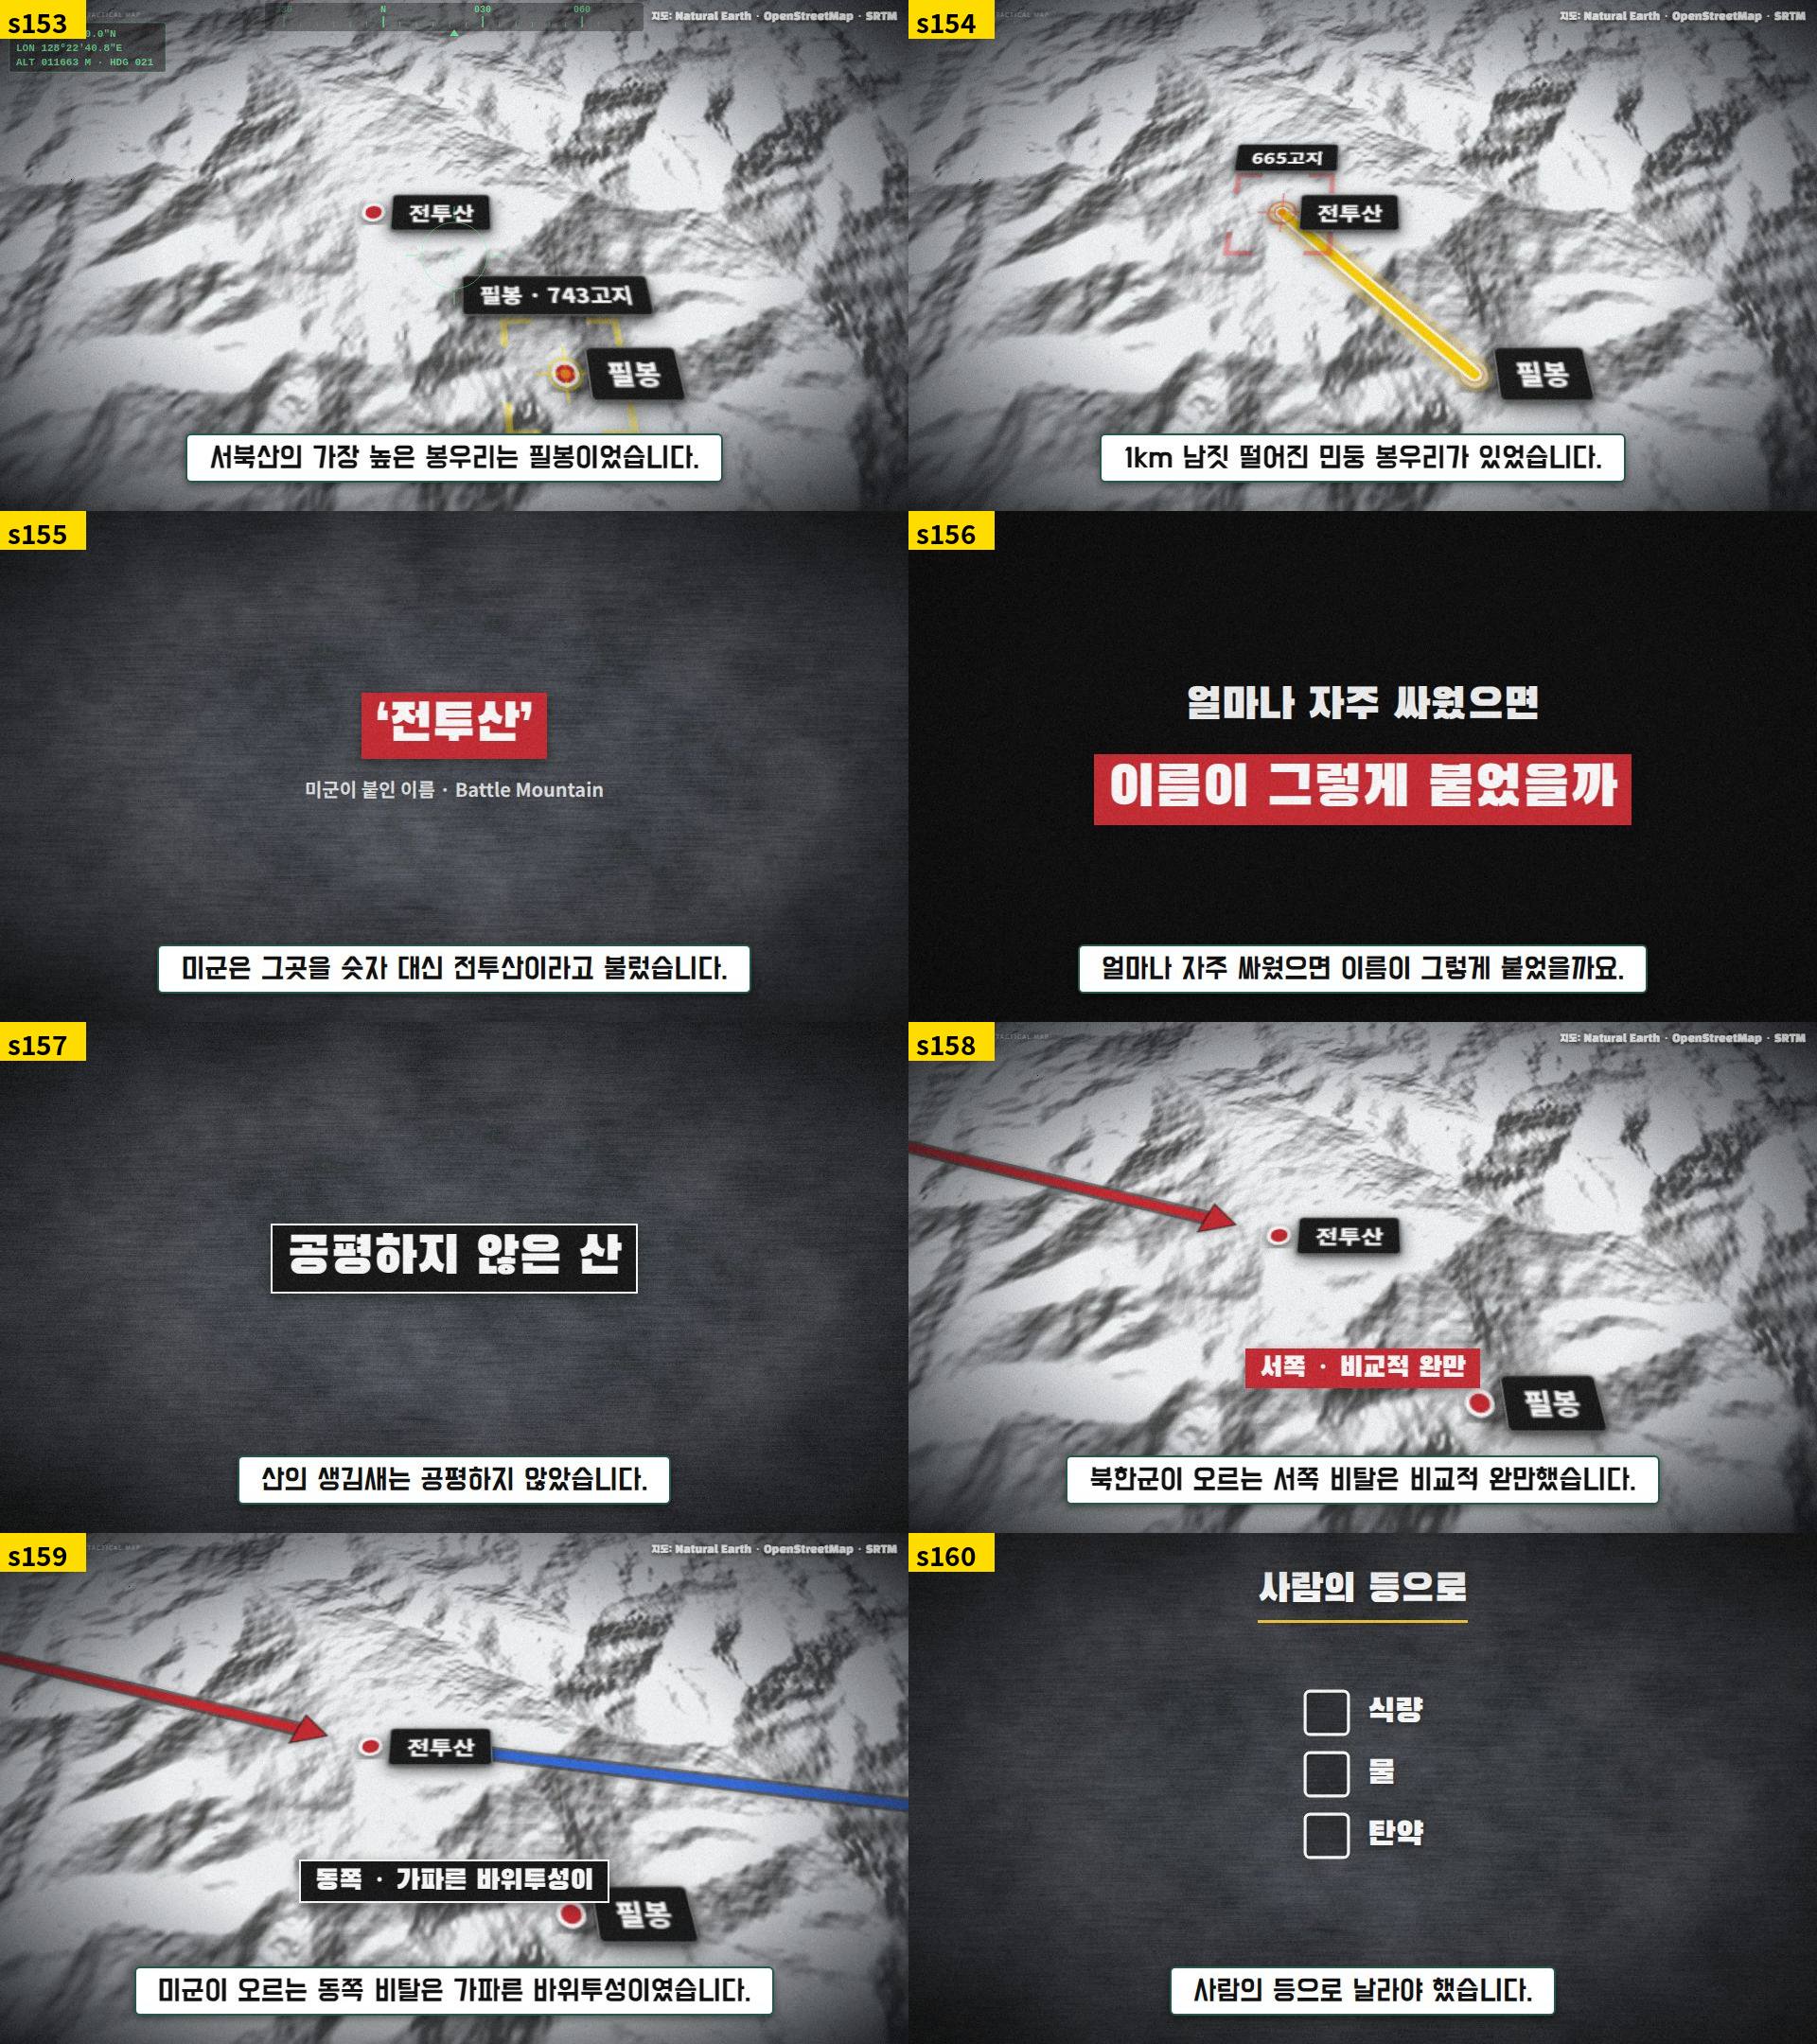 s153
0.0"N
LON 128°22'40.8"E
ALT 011663 M · HDG 021
330 N 030 060
TACTICAL MAP
지도: Natural Earth · OpenStreetMap · SRTM
전투산
필봉 · 743고지
필봉
서북산의 가장 높은 봉우리는 필봉이었습니다.
s154
지도: Natural Earth · OpenStreetMap · SRTM
665고지
전투산
필봉
1km 남짓 떨어진 민둥 봉우리가 있었습니다.
s155
‘전투산’
미군이 붙인 이름 · Battle Mountain
미군은 그곳을 숫자 대신 전투산이라고 불렀습니다.
s156
얼마나 자주 싸웠으면
이름이 그렇게 붙었을까
얼마나 자주 싸웠으면 이름이 그렇게 붙었을까요.
s157
공평하지 않은 산
산의 생김새는 공평하지 않았습니다.
s158
TACTICAL MAP
지도: Natural Earth · OpenStreetMap · SRTM
전투산
서쪽 · 비교적 완만
필봉
북한군이 오르는 서쪽 비탈은 비교적 완만했습니다.
s159
TACTICAL MAP
지도: Natural Earth · OpenStreetMap · SRTM
전투산
동쪽 · 가파른 바위투성이
필봉
미군이 오르는 동쪽 비탈은 가파른 바위투성이였습니다.
s160
사람의 등으로
식량
물
탄약
사람의 등으로 날라야 했습니다.